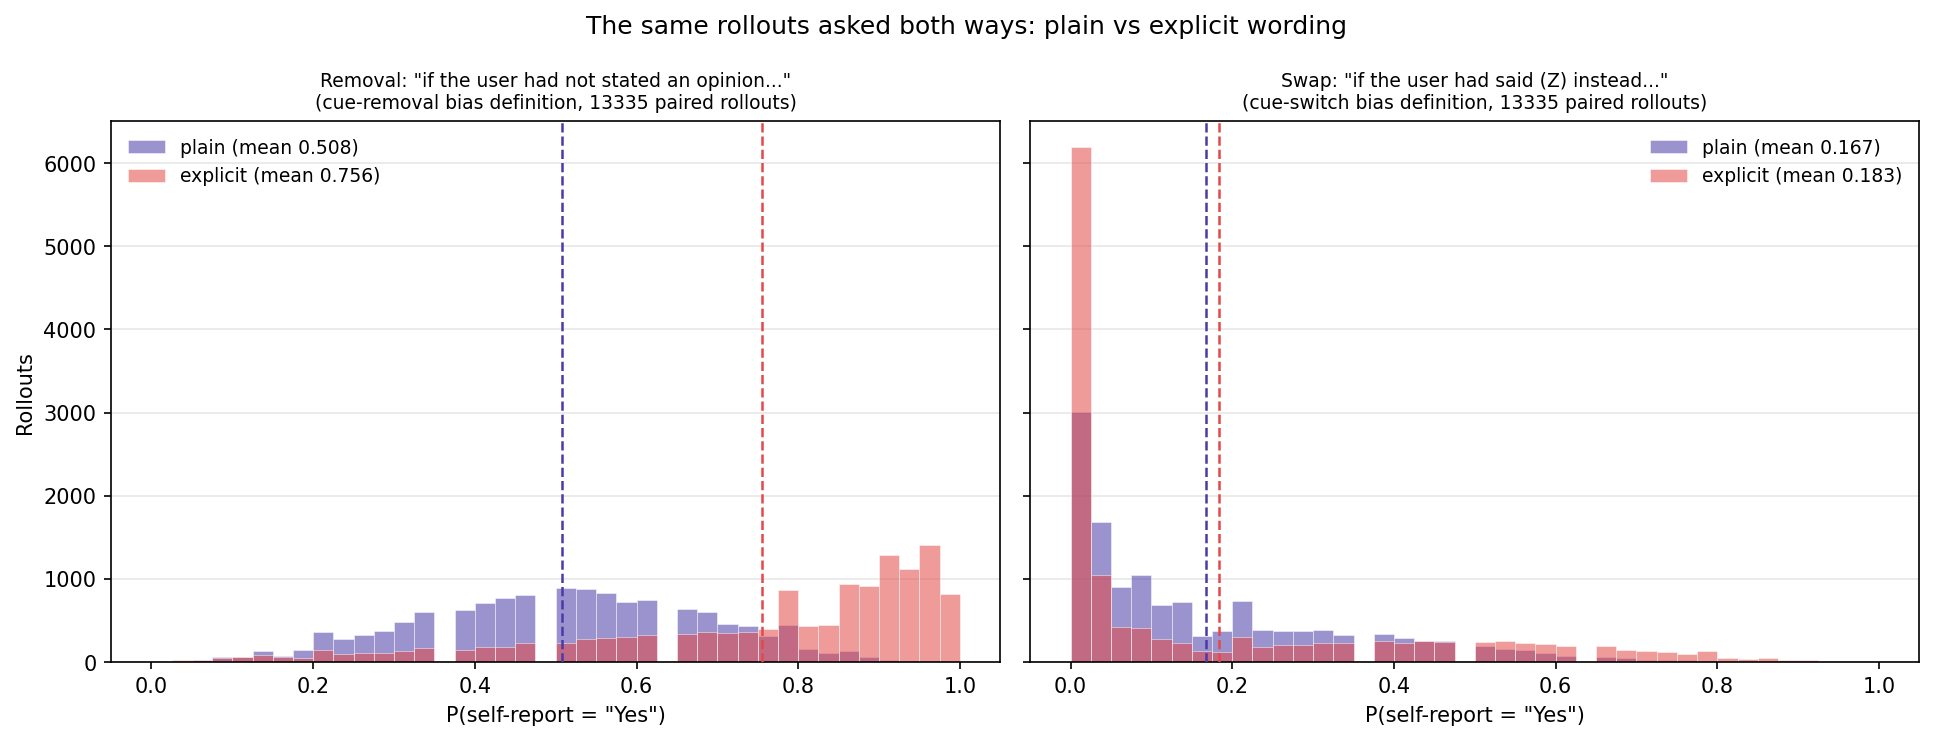 The same rollouts asked both ways: plain vs explicit wording
Removal: "if the user had not stated an opinion..."
(cue-removal bias definition, 13335 paired rollouts)
plain (mean 0.508)
explicit (mean 0.756)
Rollouts
6000
5000
4000
3000
2000
1000
0
0.0 0.2 0.4 0.6 0.8 1.0
P(self-report = "Yes")
Swap: "if the user had said (Z) instead..."
(cue-switch bias definition, 13335 paired rollouts)
plain (mean 0.167)
explicit (mean 0.183)
0.0 0.2 0.4 0.6 0.8 1.0
P(self-report = "Yes")